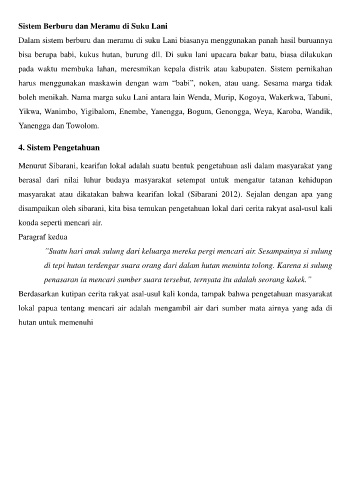 Sistem Berburu dan Meramu di Suku Lani
Dalam sistem berburu dan meramu di suku Lani biasanya menggunakan panah hasil buruannya
bisa berupa babi, kukus hutan, burung dll. Di suku lani upacara bakar batu, biasa dilukukan
pada waktu membuka lahan, meresmikan kepala distrik atau kabupaten. Sistem pernikahan
harus menggunakan maskawin dengan wam “babi”, noken, atau uang. Sesama marga tidak
boleh menikah. Nama marga suku Lani antara lain Wenda, Murip, Kogoya, Wakerkwa, Tabuni,
Yikwa, Wanimbo, Yigibalom, Enembe, Yanengga, Bogum, Genongga, Weya, Karoba, Wandik,
Yanengga dan Towolom.
4. Sistem Pengetahuan
Menurut Sibarani, kearifan lokal adalah suatu bentuk pengetahuan asli dalam masyarakat yang
berasal dari nilai luhur budaya masyarakat setempat untuk mengatur tatanan kehidupan
masyarakat atau dikatakan bahwa kearifan lokal (Sibarani 2012). Sejalan dengan apa yang
disampaikan oleh sibarani, kita bisa temukan pengetahuan lokal dari cerita rakyat asal-usul kali
konda seperti mencari air.
Paragraf kedua
“Suatu hari anak sulung dari keluarga mereka pergi mencari air. Sesampainya si sulung
di tepi hutan terdengar suara orang dari dalam hutan meminta tolong. Karena si sulung
penasaran ia mencari sumber suara tersebut, ternyata itu adalah seorang kakek.”
Berdasarkan kutipan cerita rakyat asal-usul kali konda, tampak bahwa pengetahuan masyarakat
lokal papua tentang mencari air adalah mengambil air dari sumber mata airnya yang ada di
hutan untuk memenuhi